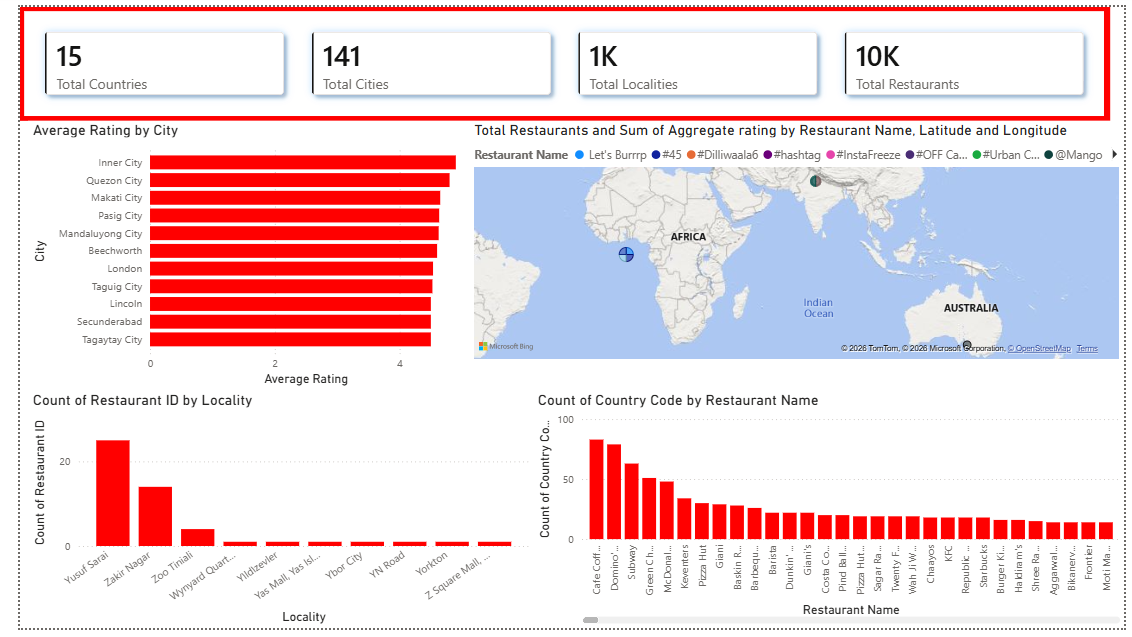 15
Total Countries
141
Total Cities
1K
Total Localities
10K
Total Restaurants
Average Rating by City
City
Inner City
Quezon City
Makati City
Pasig City
Mandaluyong City
Beechworth
London
Taguig City
Lincoln
Secunderabad
Tagaytay City
0 2 4
Average Rating
Total Restaurants and Sum of Aggregate rating by Restaurant Name, Latitude and Longitude
Restaurant Name Let's Burrrp #45 #Dilliwaala6 #hashtag #InstaFreeze #OFF Ca... #Urban C... @Mango
AFRICA
Indian
Ocean
AUSTRALIA
Microsoft Bing
© 2026 TomTom, © 2026 Microsoft Corporation, © OpenStreetMap Terms
Count of Restaurant ID by Locality
Count of Restaurant ID
20
0
Yusuf Sarai
Zakir Nagar
Zoo Tinjali
Wynyard Quart...
Yıldızevler
Yas Mall, Yas Isl...
Ybor City
YN Road
Yorkton
Z Square Mall, ...
Locality
Count of Country Code by Restaurant Name
Count of Country Co...
100
50
0
Cafe Coff...
Domino' ...
Subway
Green Ch...
McDonal...
Keventers
Pizza Hut
Giani
Baskin R...
Barbequ...
Barista
Dunkin' ...
Giani's
Costa Co...
Pind Ball...
Pizza Hut...
Sagar Ra...
Twenty F...
Wah Ji W...
Chaayos
KFC
Republic ...
Starbucks
Burger Ki...
Haldiram's
Shree Ra...
Aggarwal...
Bikanerv...
Frontier
Moti Ma...
Restaurant Name